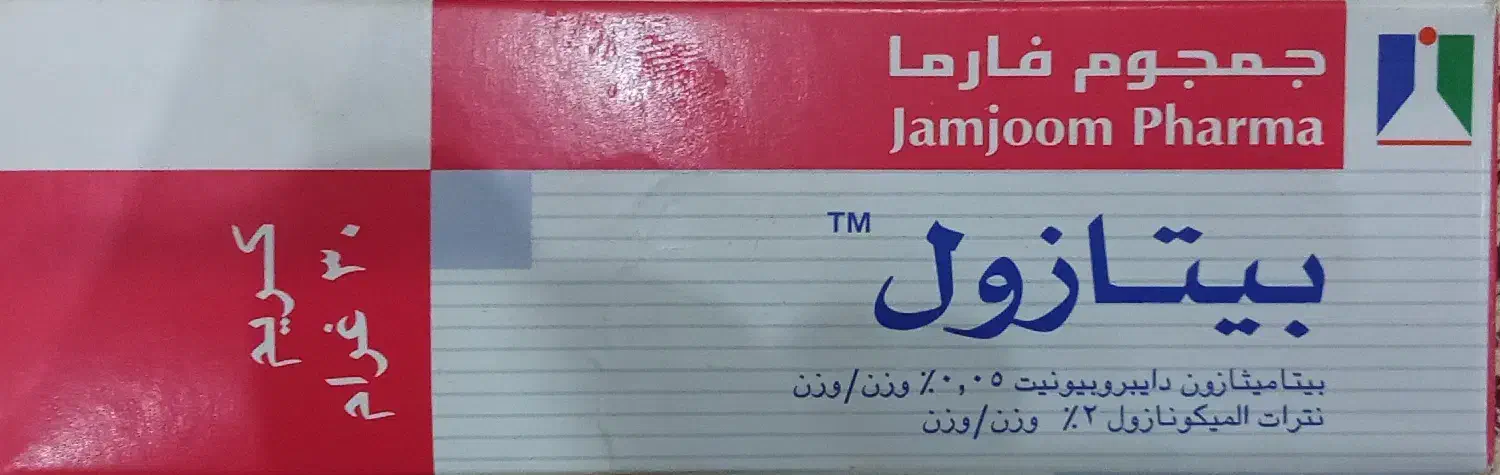 جمجوم فارما
Jamjoom Pharma
بيتازول™
بيتاميثازون دايبروبيونيت ٠,٠٥٪ وزن/وزن
نترات الميكونازول ٢٪ وزن/وزن
كريم
٣٠ غرام